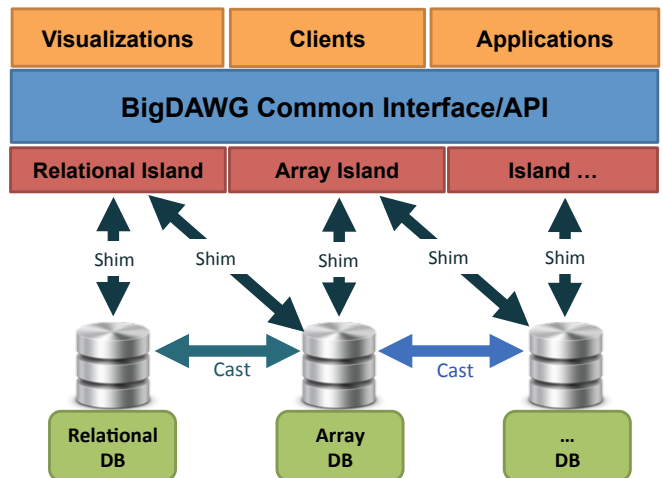 Visualizations
Clients
Applications
BigDAWG Common Interface/API
Relational Island
Array Island
Island ...
Shim
Shim
Shim
Shim
Shim
Cast
Cast
Relational
DB
Array
DB
...
DB